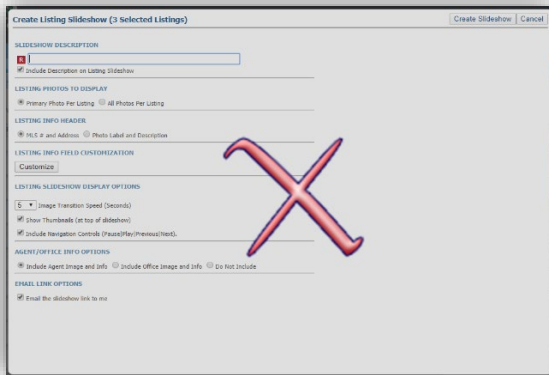 Create Listing Slideshow (3 Selected Listings)
Create Slideshow Cancel
SLIDESHOW DESCRIPTION
R
Include Description on Listing Slideshow
LISTING PHOTOS TO DISPLAY
Primary Photo Per Listing All Photos Per Listing
LISTING INFO HEADER
MLS # and Address Photo Label and Description
LISTING INFO FIELD CUSTOMIZATION
Customize
LISTING SLIDESHOW DISPLAY OPTIONS
5 Image Transition Speed (Seconds)
Show Thumbnails (at top of slideshow)
Include Navigation Controls (Pause|Play|Previous|Next).
AGENT/OFFICE INFO OPTIONS
Include Agent Image and Info Include Office Image and Info Do Not Include
EMAIL LINK OPTIONS
Email the slideshow link to me
X